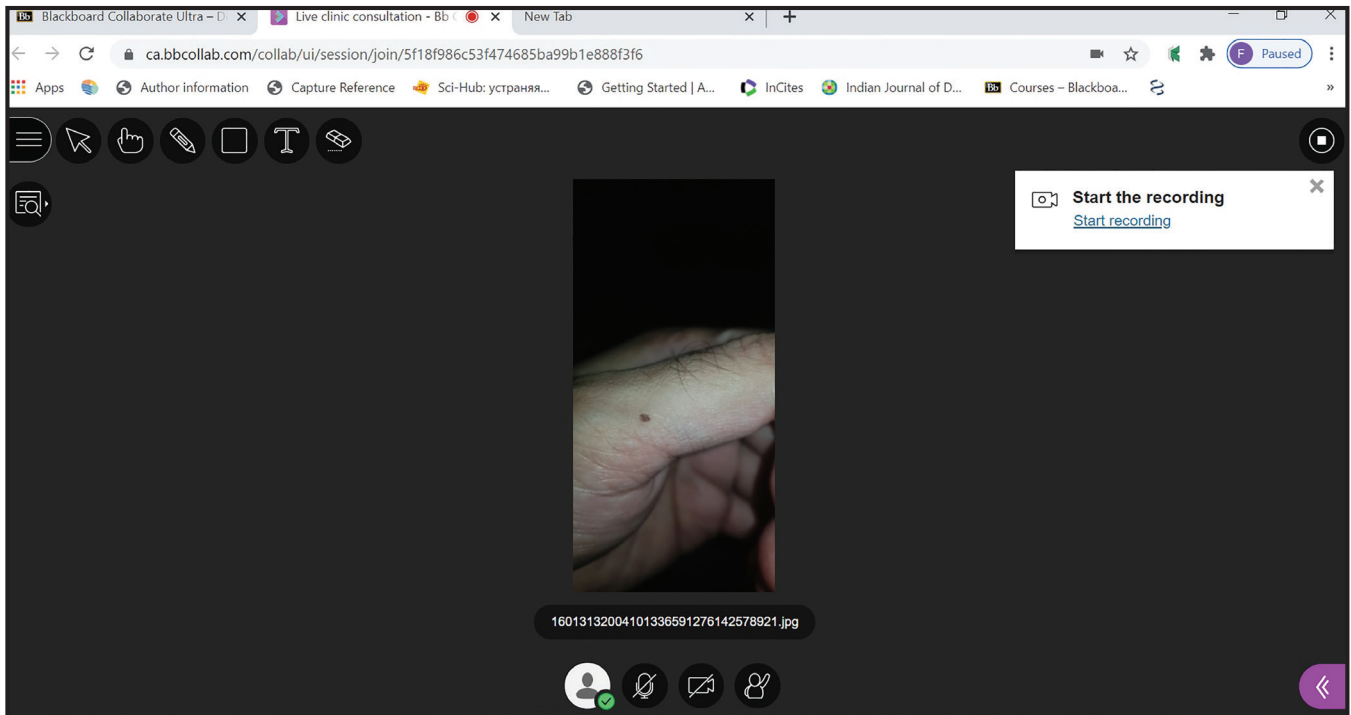 Bb Blackboard Collaborate Ultra – D
Live clinic consultation - Bb C
New Tab
ca.bbcollab.com/collab/ui/session/join/5f18f986c53f474685ba99b1e888f3f6
F Paused
Apps
Author information
Capture Reference
Sci-Hub: устраняя...
Getting Started | A...
InCites
Indian Journal of D...
Bb Courses – Blackboa...
»
T
Start the recording
Start recording
16013132004101336591276142578921.jpg